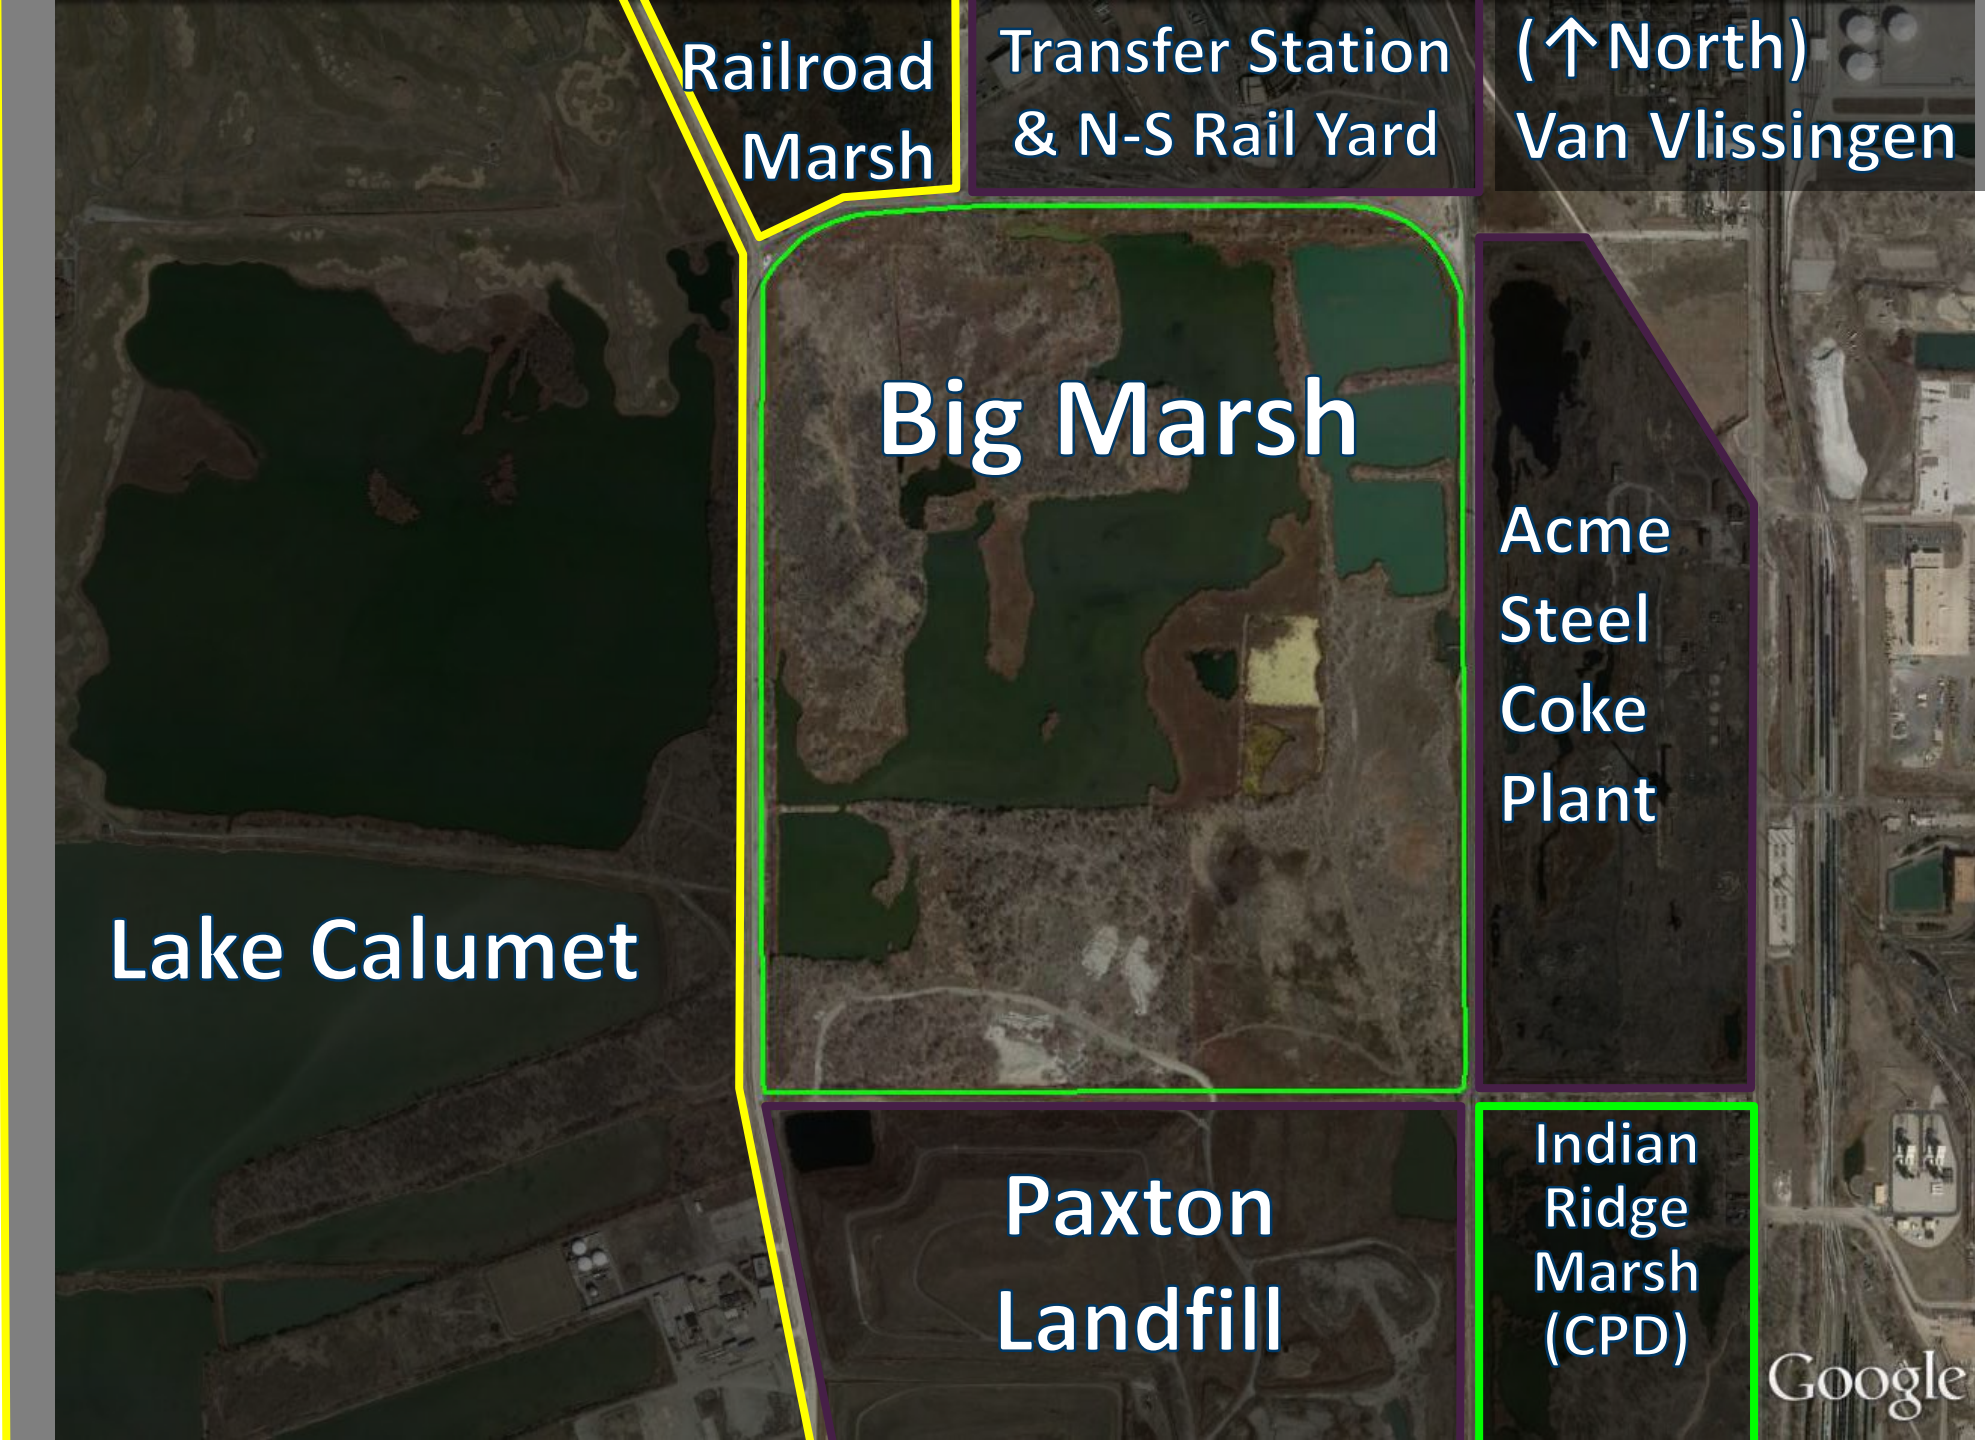 Railroad
Marsh
Transfer Station
& N-S Rail Yard
(↑North)
Van Vlissingen
Big Marsh
Acme
Steel
Coke
Plant
Lake Calumet
Paxton
Landfill
Indian
Ridge
Marsh
(CPD)
Google